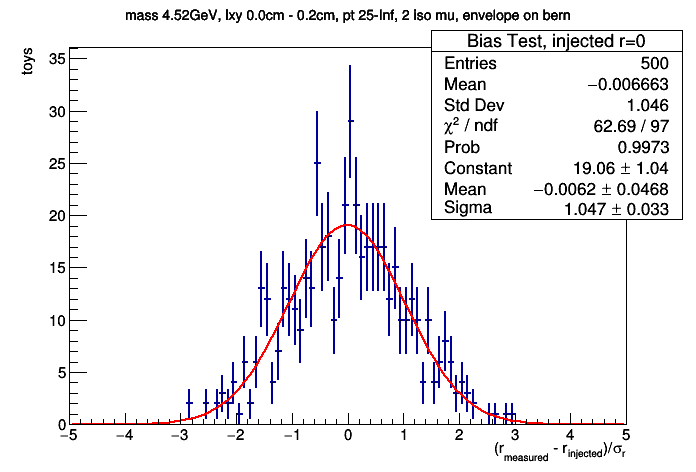 mass 4.52GeV, lxy 0.0cm - 0.2cm, pt 25-Inf, 2 Iso mu, envelope on bern
Bias Test, injected r=0
Entries 500
Mean −0.006663
Std Dev 1.046
χ² / ndf 62.69 / 97
Prob 0.9973
Constant 19.06 ± 1.04
Mean −0.0062 ± 0.0468
Sigma 1.047 ± 0.033
toys
35
30
25
20
15
10
5
0
−5 −4 −3 −2 −1 0 1 2 3 4 5
(r_measured - r_injected)/σ_r